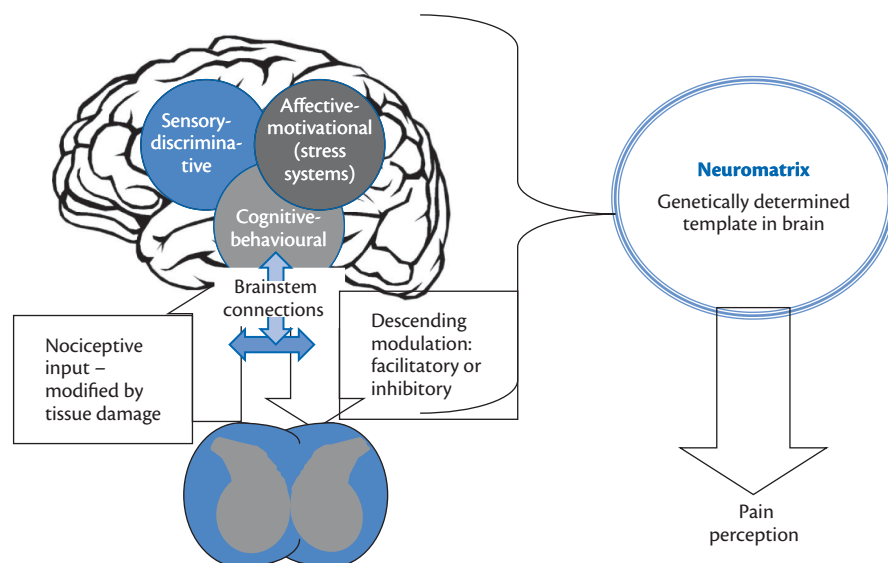 Sensory-
discrimina-
tive
Affective-
motivational
(stress
systems)
Cognitive-
behavioural
Brainstem
connections
Nociceptive
input –
modified by
tissue damage
Descending
modulation:
facilitatory or
inhibitory
Neuromatrix
Genetically determined
template in brain
Pain
perception